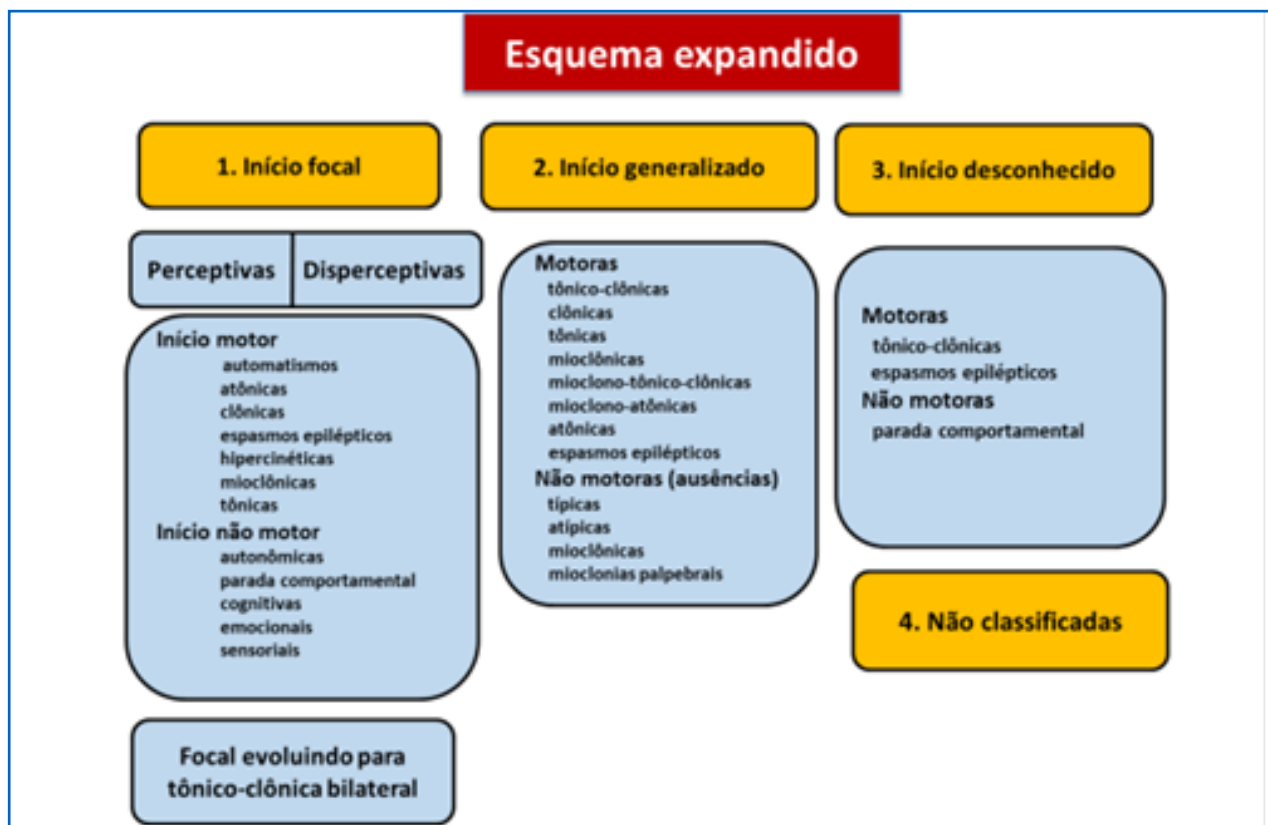 Esquema expandido
1. Início focal
Perceptivas
Disperceptivas
Início motor
automatismos
atônicas
clônicas
espasmos epilépticos
hipercinéticas
mioclônicas
tônicas
Início não motor
autonômicas
parada comportamental
cognitivas
emocionais
sensoriais
Focal evoluindo para
tônico-clônica bilateral
2. Início generalizado
Motoras
tônico-clônicas
clônicas
tônicas
mioclônicas
mioclono-tônico-clônicas
mioclono-atônicas
atônicas
espasmos epilépticos
Não motoras (ausências)
típicas
atípicas
mioclônicas
mioclonias palpebrais
3. Início desconhecido
Motoras
tônico-clônicas
espasmos epilépticos
Não motoras
parada comportamental
4. Não classificadas